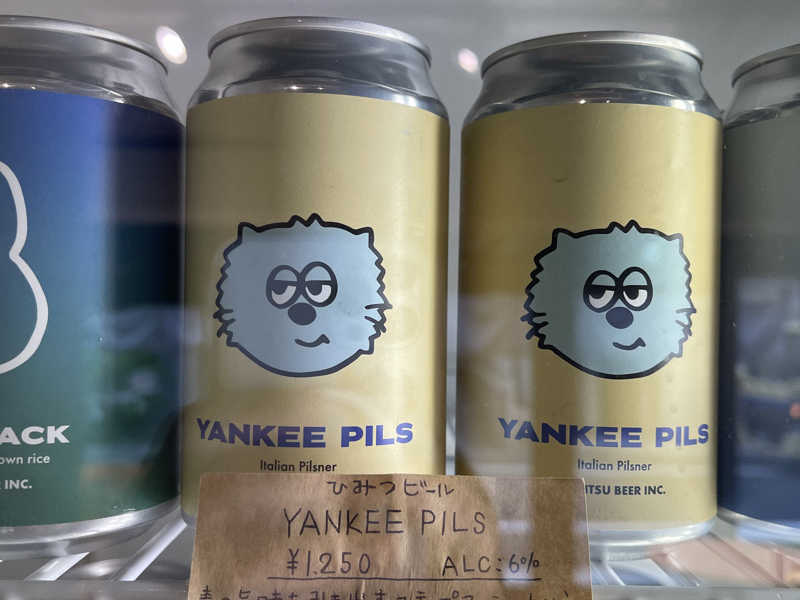 ACK
own rice
INC.
YANKEE PILS
Italian Pilsner
YANKEE PILS
Italian Pilsner
ITSU BEER INC.
ひみつビール
YANKEE PILS
¥1.250 ALC:6%